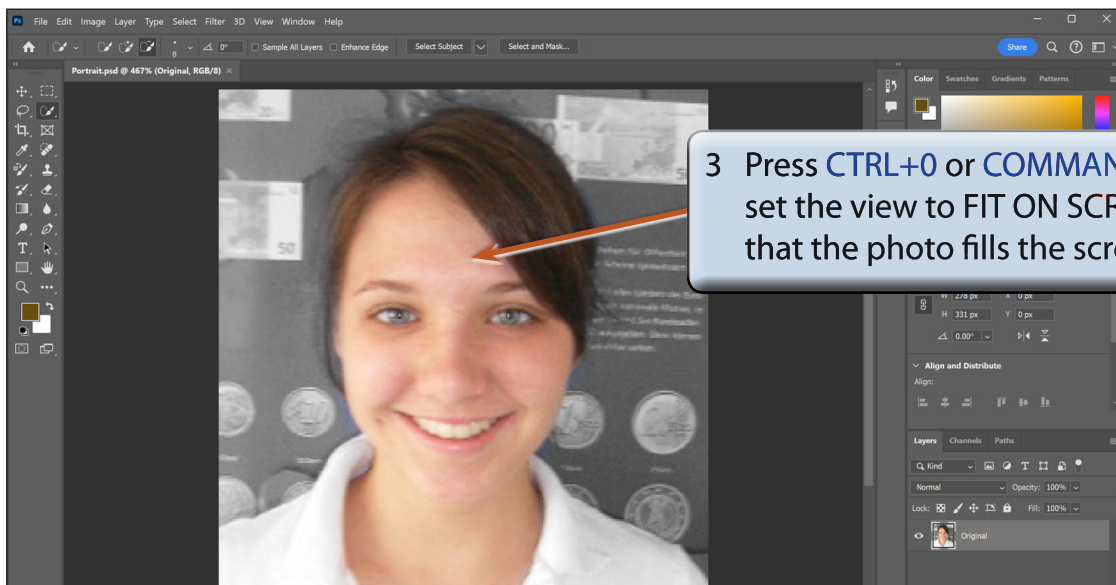 Ps File Edit Image Layer Type Select Filter 3D View Window Help
8 0° Sample All Layers Enhance Edge Select Subject Select and Mask... Share
Portrait.psd @ 467% (Original, RGB/8) ×
Color Swatches Gradients Patterns
3 Press CTRL+0 or COMMAN
set the view to FIT ON SCR
that the photo fills the scre
50
W 278 px X 0 px
H 331 px Y 0 px
0.00°
Align and Distribute
Align:
Layers Channels Paths
Kind
Normal Opacity: 100%
Lock: Fill: 100%
Original